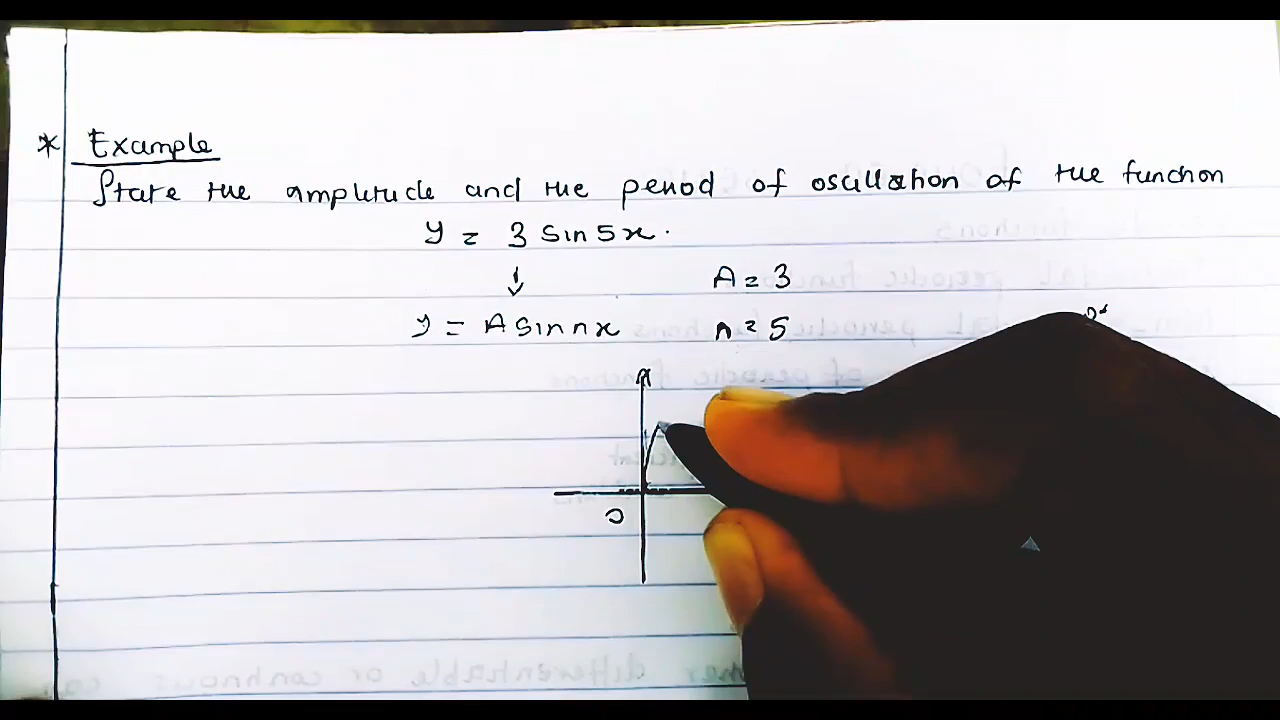 * Example
State the amplitude and the period of oscillation of the function
y = 3 sin 5x.
↓
A = 3
y = A sin n x
n = 5
0